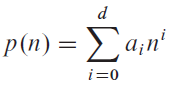 p(n) = \sum_{i=0}^{d} a_i n^i